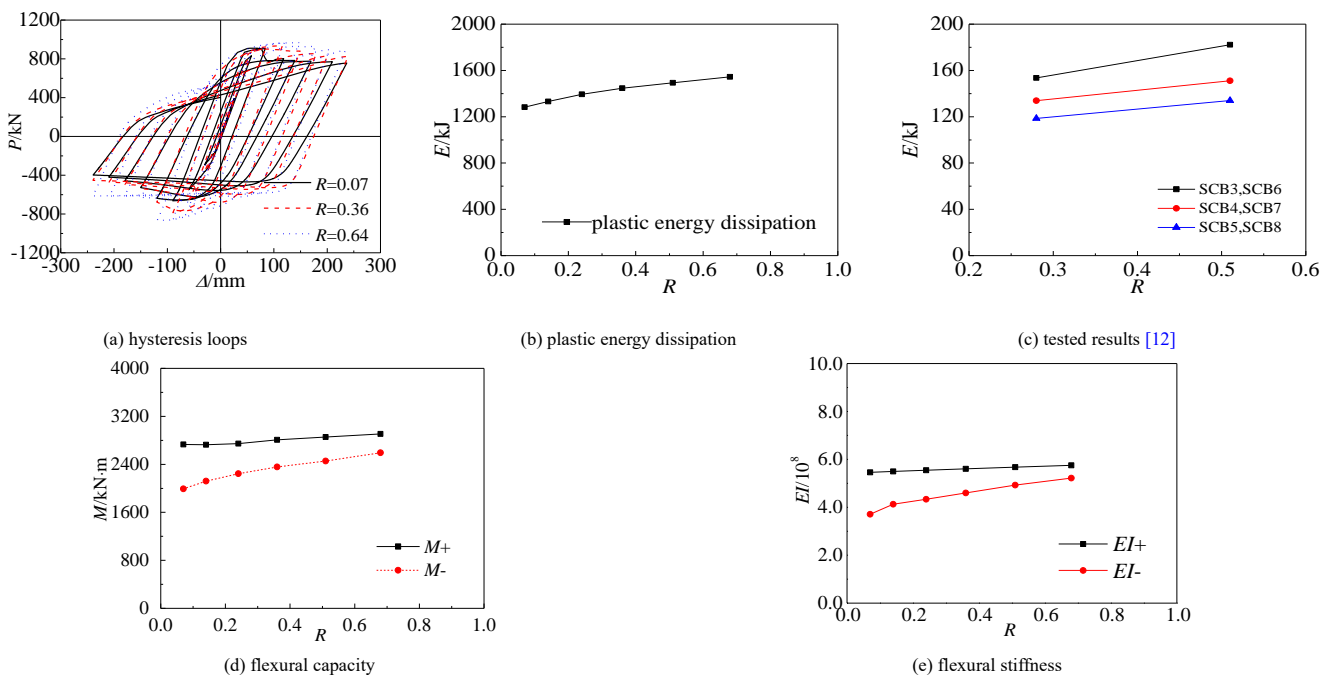 1200
800
400
0
-400
-800
-1200
P/kN
-300 -200 -100 0 100 200 300
Δ/mm
R=0.07
R=0.36
R=0.64
(a) hysteresis loops
2000
1600
1200
800
400
0
E/kJ
0.0 0.2 0.4 0.6 0.8 1.0
R
plastic energy dissipation
(b) plastic energy dissipation
200
160
120
80
40
0
E/kJ
0.2 0.3 0.4 0.5 0.6
R
SCB3,SCB6
SCB4,SCB7
SCB5,SCB8
(c) tested results [12]
4000
3200
2400
1600
800
0
M/kN·m
0.0 0.2 0.4 0.6 0.8 1.0
R
M+
M-
(d) flexural capacity
10.0
8.0
6.0
4.0
2.0
0.0
EI/10⁸
0.0 0.2 0.4 0.6 0.8 1.0
R
EI+
EI-
(e) flexural stiffness